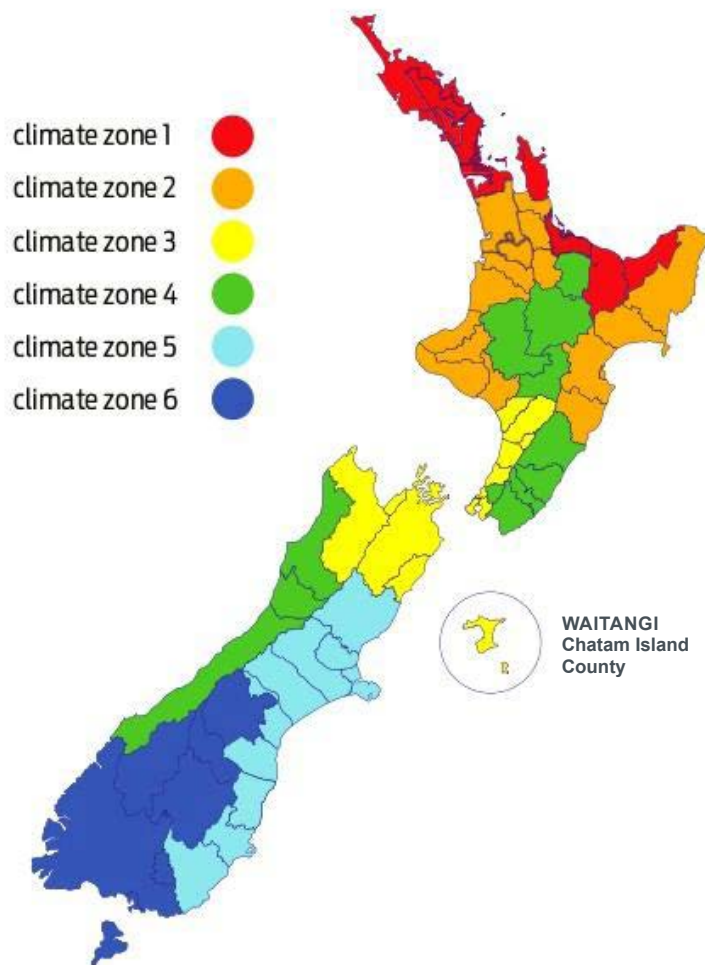 climate zone 1
climate zone 2
climate zone 3
climate zone 4
climate zone 5
climate zone 6
WAITANGI
Chatam Island
County